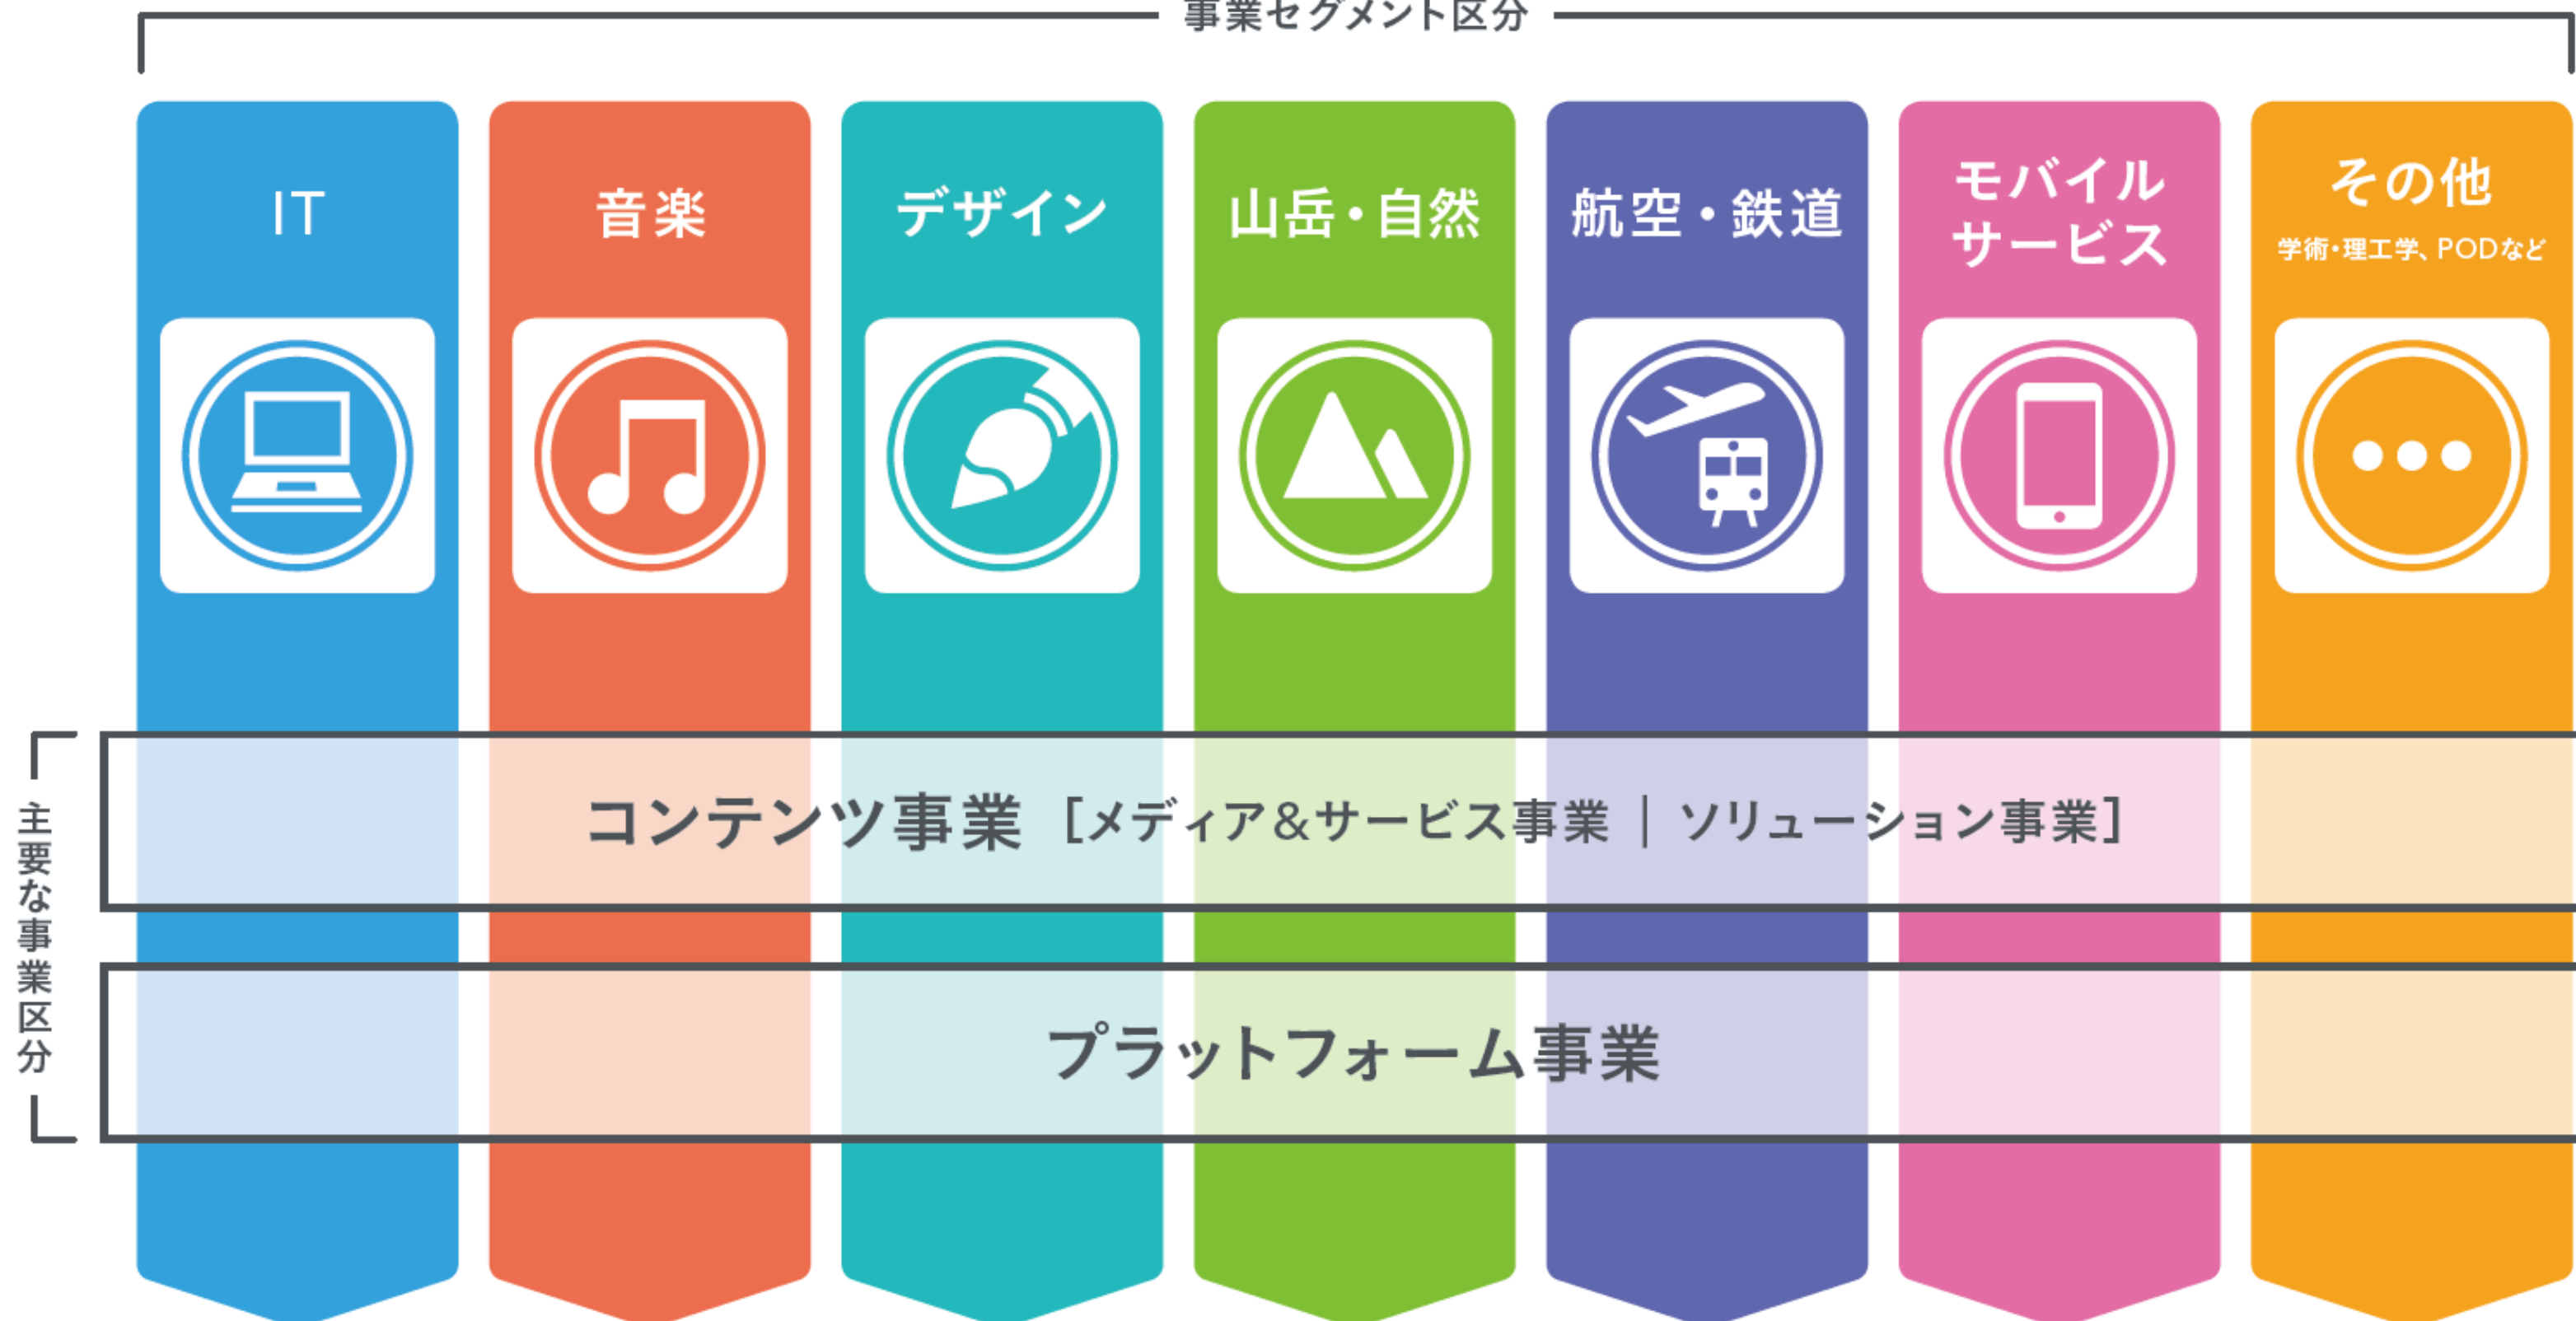 事業セグメント区分
IT
音楽
デザイン
山岳・自然
航空・鉄道
モバイル
サービス
その他
学術・理工学、PODなど
主要な事業区分
コンテンツ事業 [メディア&サービス事業 | ソリューション事業]
プラットフォーム事業